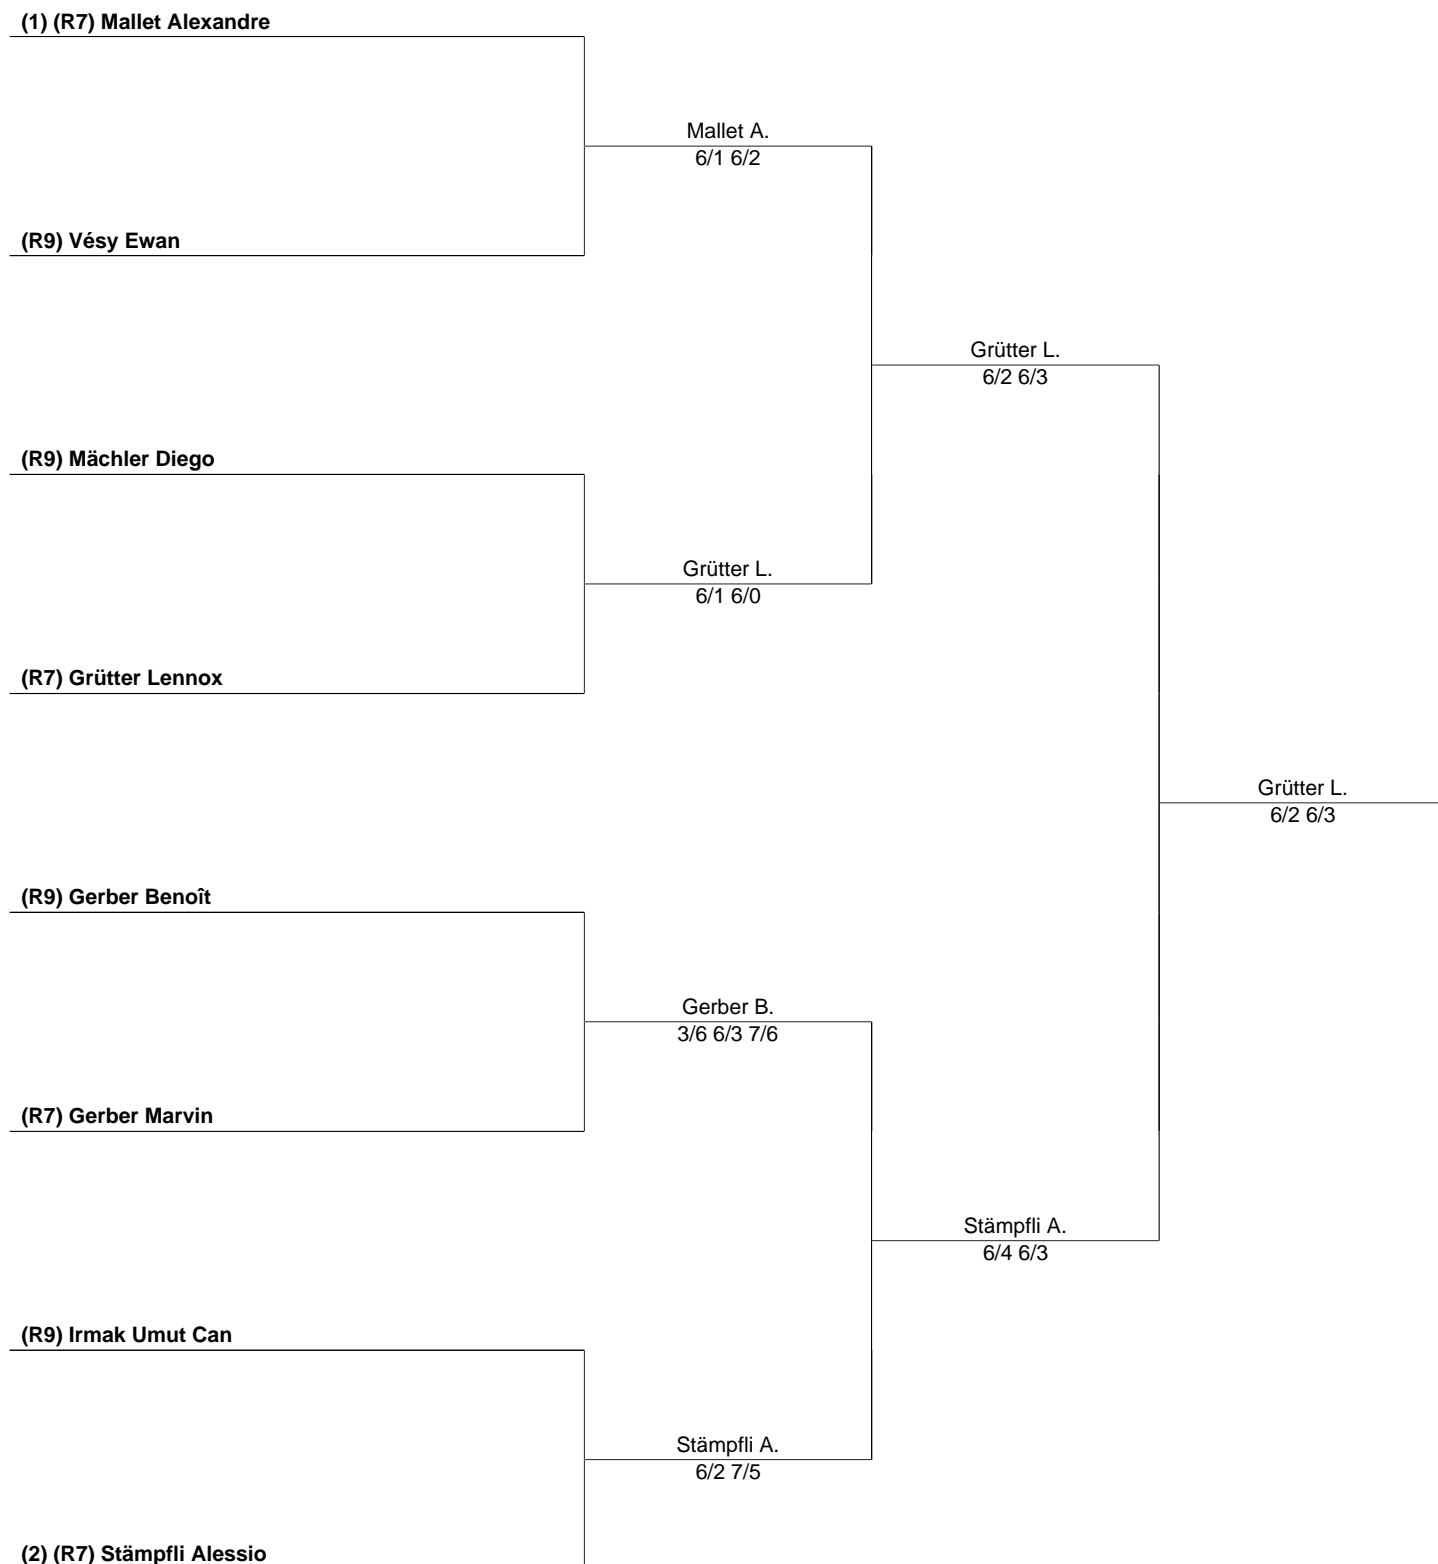 (1) (R7) Mallet Alexandre
Mallet A.
6/1 6/2
(R9) Vésy Ewan
Grütter L.
6/2 6/3
(R9) Mächler Diego
Grütter L.
6/1 6/0
(R7) Grütter Lennox
Grütter L.
6/2 6/3
(R9) Gerber Benoît
Gerber B.
3/6 6/3 7/6
(R7) Gerber Marvin
Stämpfli A.
6/4 6/3
(R9) Irmak Umut Can
Stämpfli A.
6/2 7/5
(2) (R7) Stämpfli Alessio